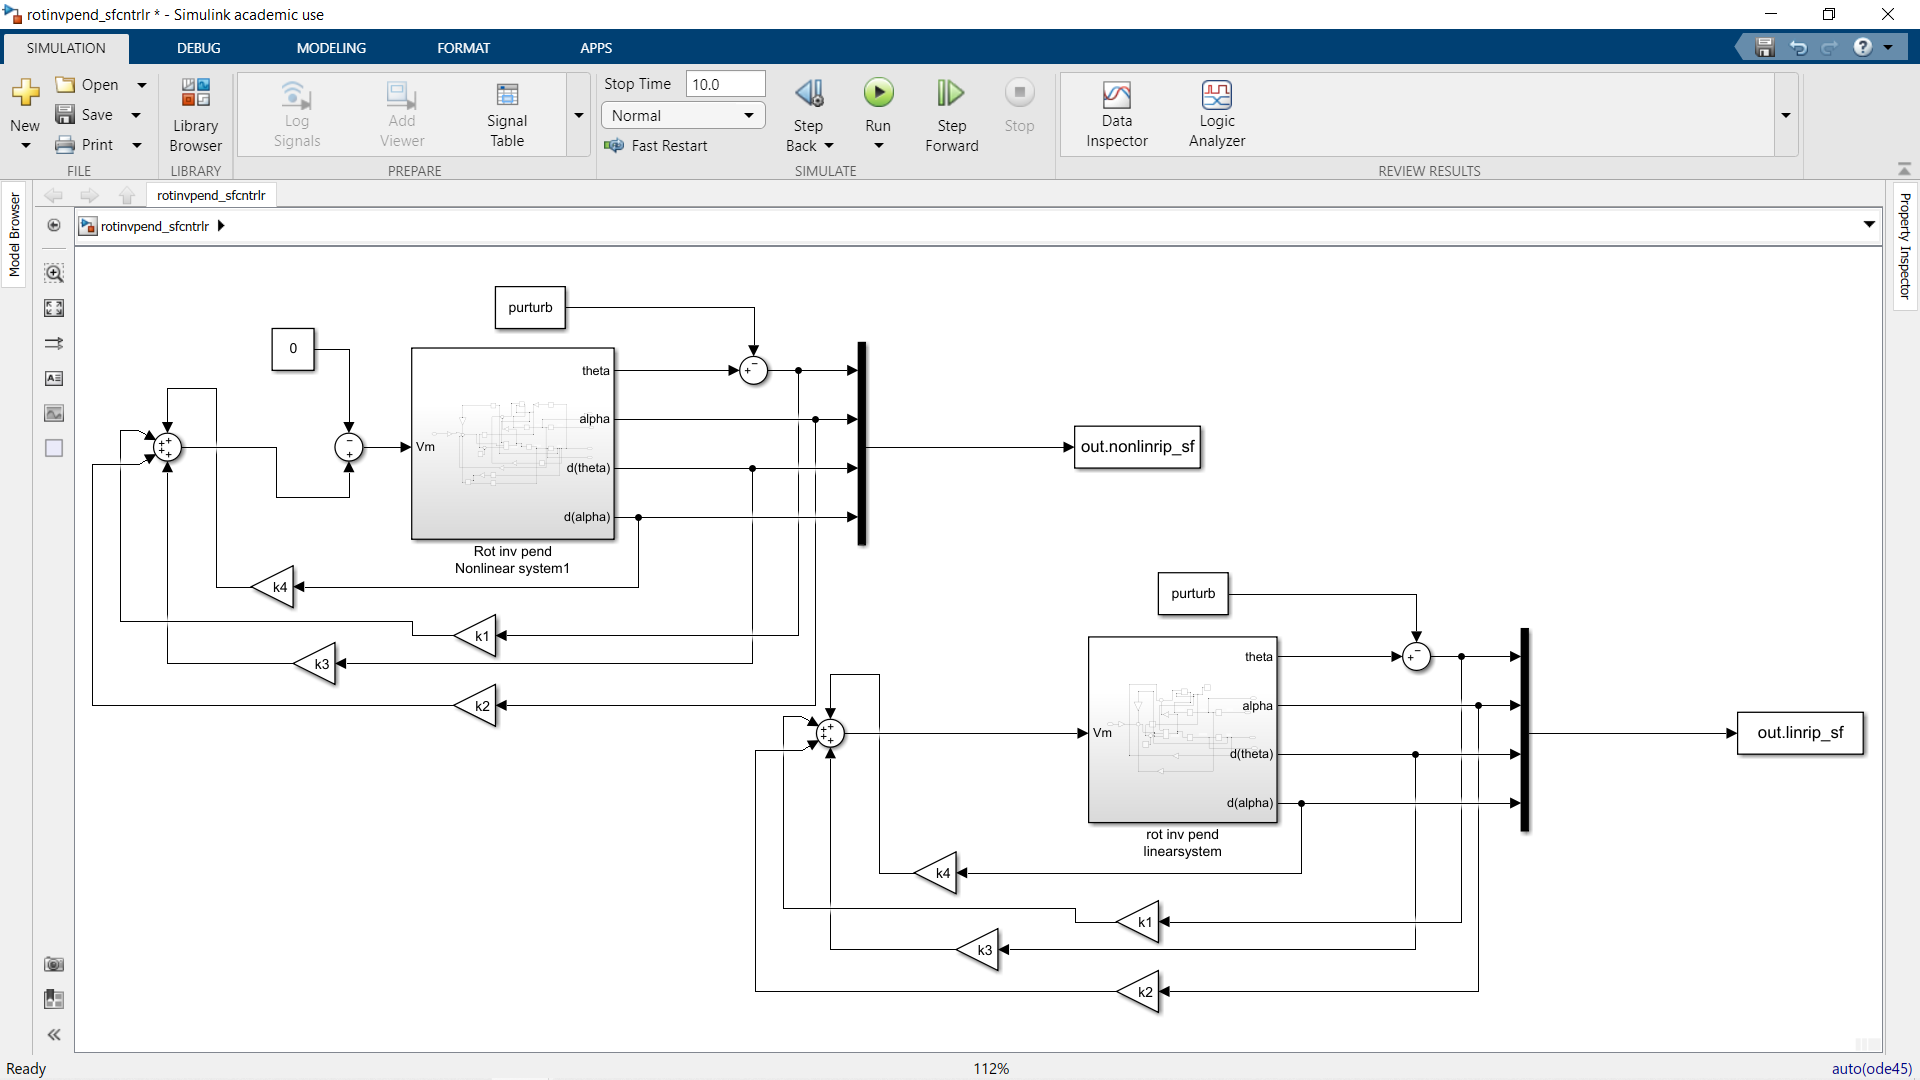 rotinvpend_sfcntrlr * - Simulink academic use
SIMULATION
DEBUG
MODELING
FORMAT
APPS
New
Open
Save
Print
FILE
Library
Browser
LIBRARY
Log
Signals
Add
Viewer
Signal
Table
PREPARE
Stop Time 10.0
Normal
Fast Restart
Step
Back
Run
Step
Forward
Stop
SIMULATE
Data
Inspector
Logic
Analyzer
REVIEW RESULTS
Model Browser
rotinvpend_sfcntrlr
rotinvpend_sfcntrlr
Property Inspector
purturb
0
Vm
theta
alpha
d(theta)
d(alpha)
Rot inv pend
Nonlinear system1
out.nonlinrip_sf
k4
k1
k3
k2
purturb
Vm
theta
alpha
d(theta)
d(alpha)
rot inv pend
linearsystem
out.linrip_sf
k4
k1
k3
k2
Ready
112%
auto(ode45)